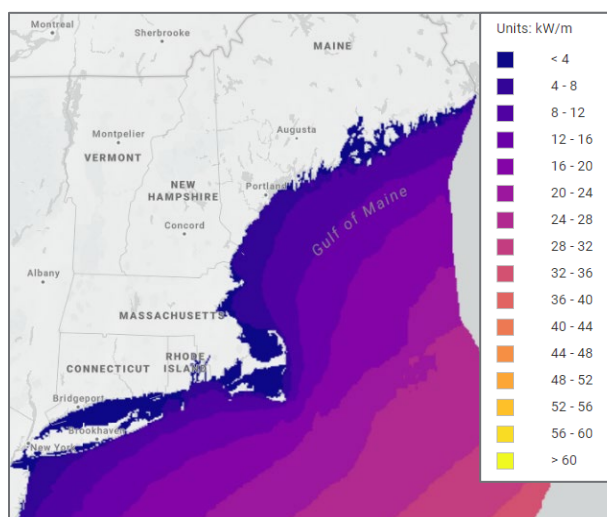 Montreal
Sherbrooke
MAINE
Montpelier
Augusta
VERMONT
NEW
HAMPSHIRE
Portland
Concord
Gulf of Maine
Albany
MASSACHUSETTS
RHODE
ISLAND
CONNECTICUT
Bridgeport
Brookhaven
New York
Units: kW/m
< 4
4 - 8
8 - 12
12 - 16
16 - 20
20 - 24
24 - 28
28 - 32
32 - 36
36 - 40
40 - 44
44 - 48
48 - 52
52 - 56
56 - 60
> 60